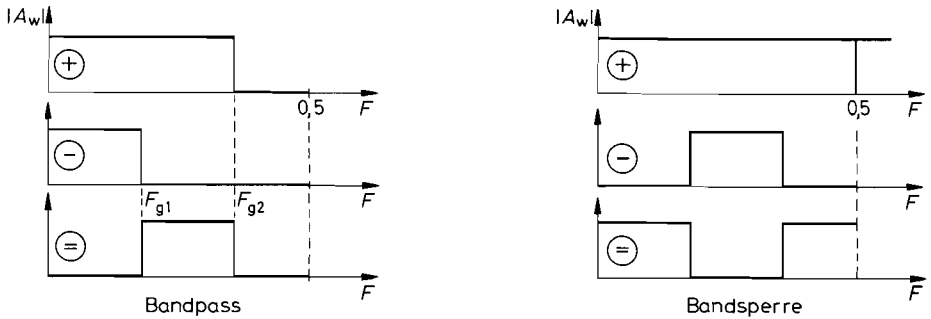 |A_w|
+
0,5
F
−
F_g1
F_g2
F
=
F
Bandpass
|A_w|
+
0,5
F
−
F
=
F
Bandsperre